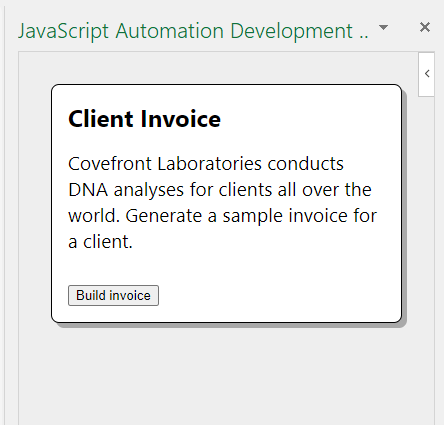 JavaScript Automation Development ..
Client Invoice
Covefront Laboratories conducts
DNA analyses for clients all over the
world. Generate a sample invoice for
a client.
Build invoice